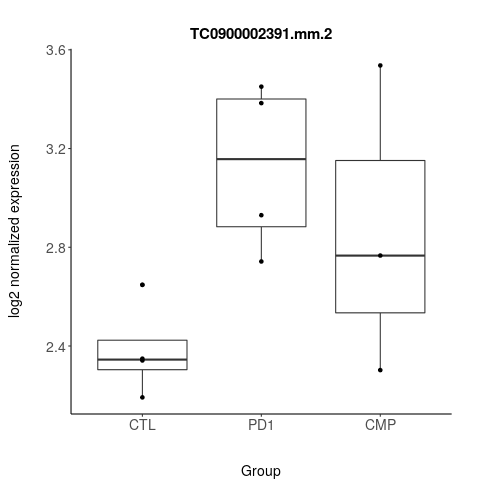 TC0900002391.mm.2
log2 normalized expression
3.6
3.2
2.8
2.4
CTL PD1 CMP
Group